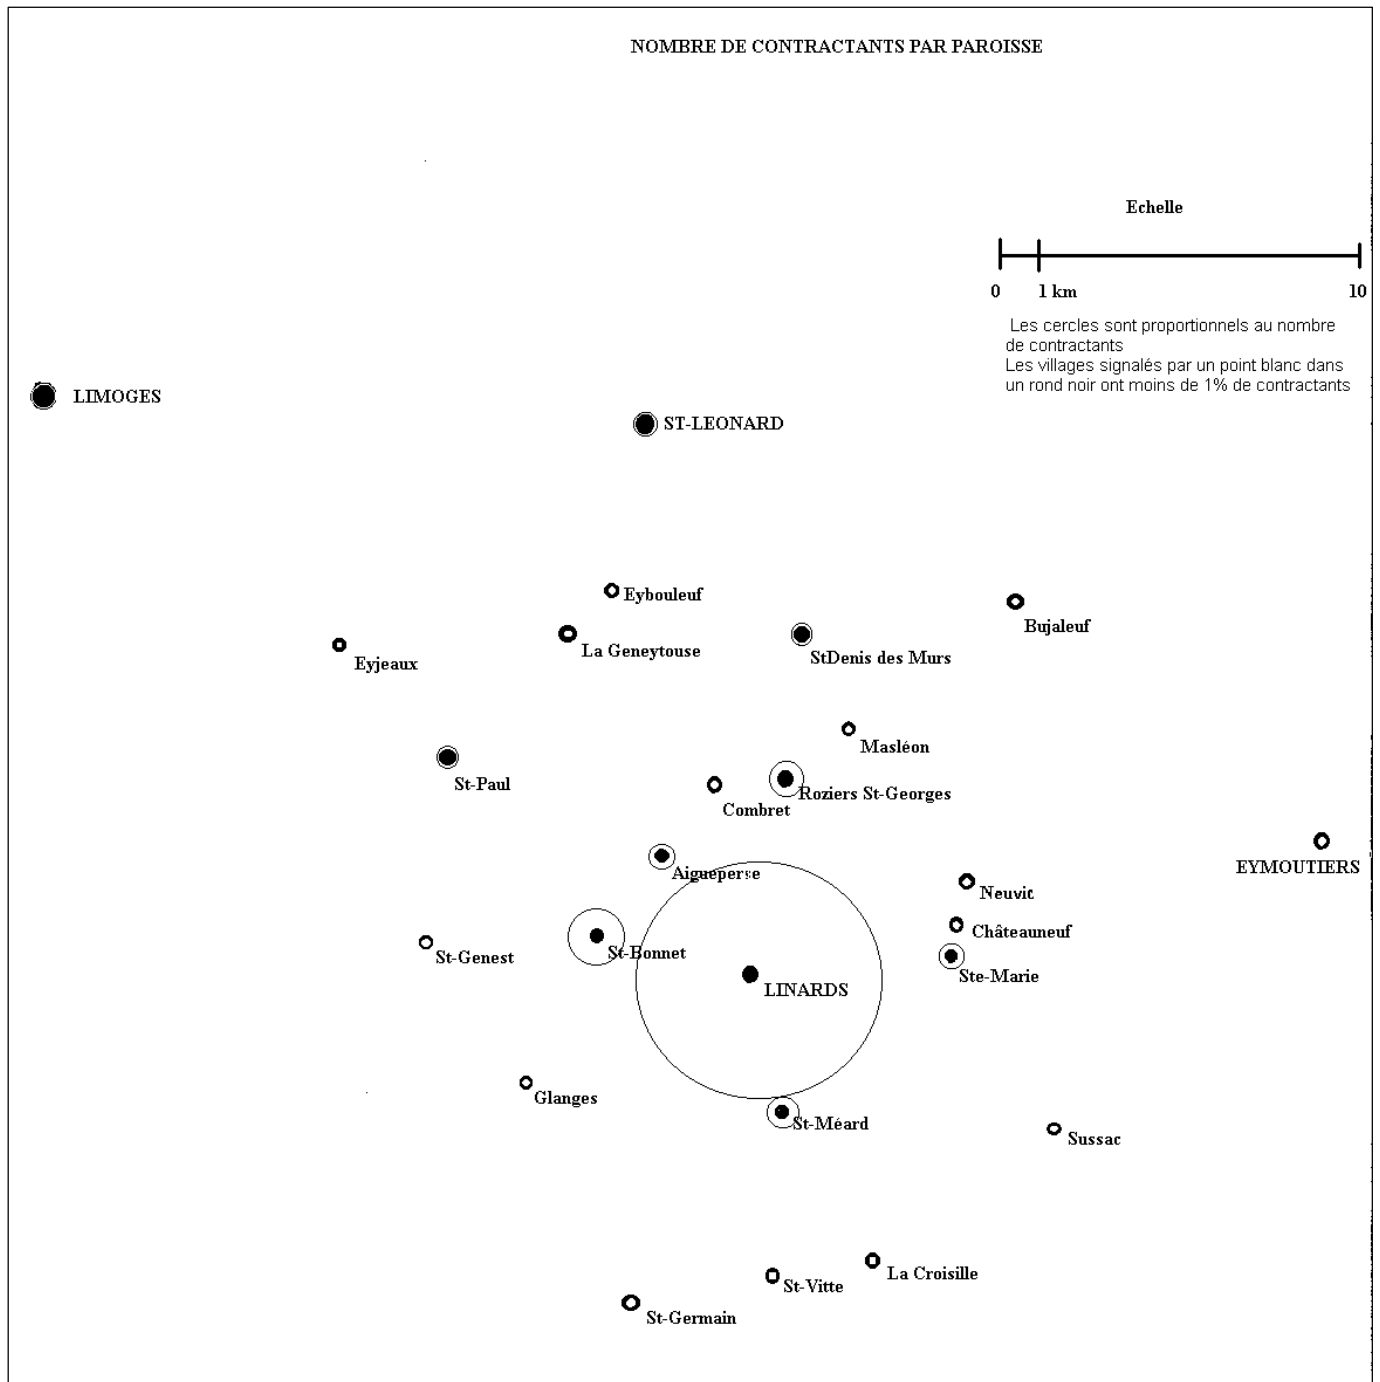 NOMBRE DE CONTRACTANTS PAR PAROISSE
Echelle
0 1 km 10
Les cercles sont proportionnels au nombre
de contractants
Les villages signalés par un point blanc dans
un rond noir ont moins de 1% de contractants
LIMOGES
ST-LEONARD
Eybouleuf
Bujaleuf
La Geneytouse
StDenis des Murs
Eyjeaux
Masléon
St-Paul
Roziers St-Georges
Combret
EYMOUTIERS
Aigueperse
Neuvic
Châteauneuf
St-Bonnet
St-Genest
Ste-Marie
LINARDS
Glanges
St-Méard
Sussac
La Croisille
St-Vitte
St-Germain